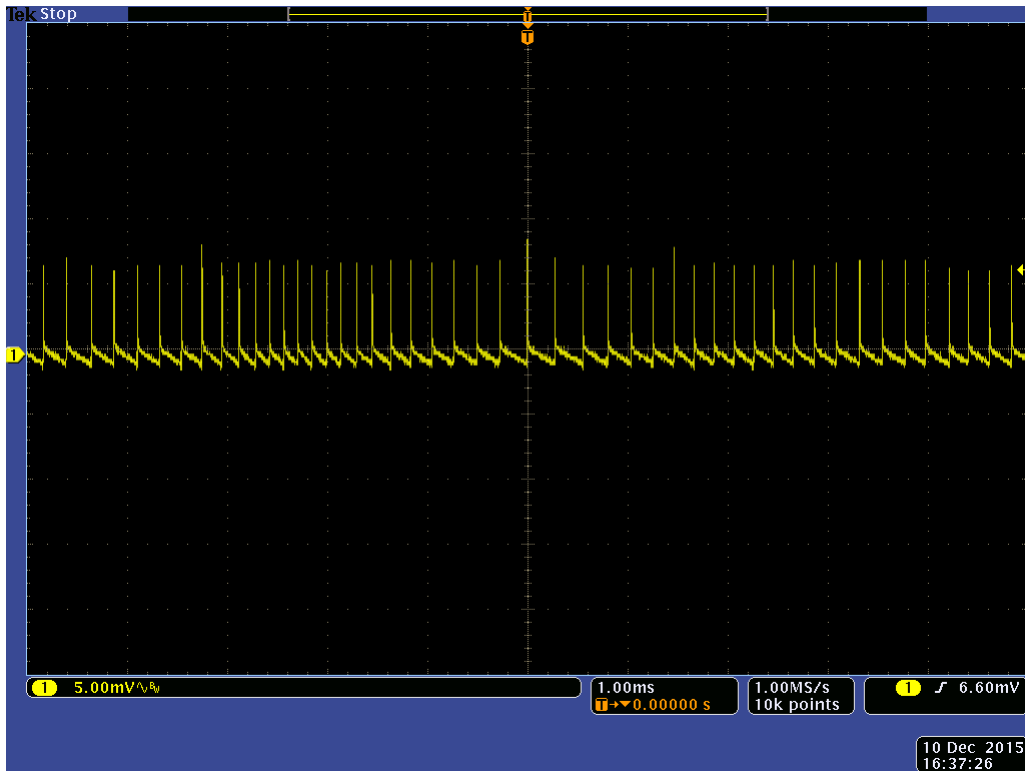 Tek Stop
T
T
1
1 5.00mV∿BW
1.00ms
T→▼0.00000 s
1.00MS/s
10k points
1 ∫ 6.60mV
10 Dec 2015
16:37:26